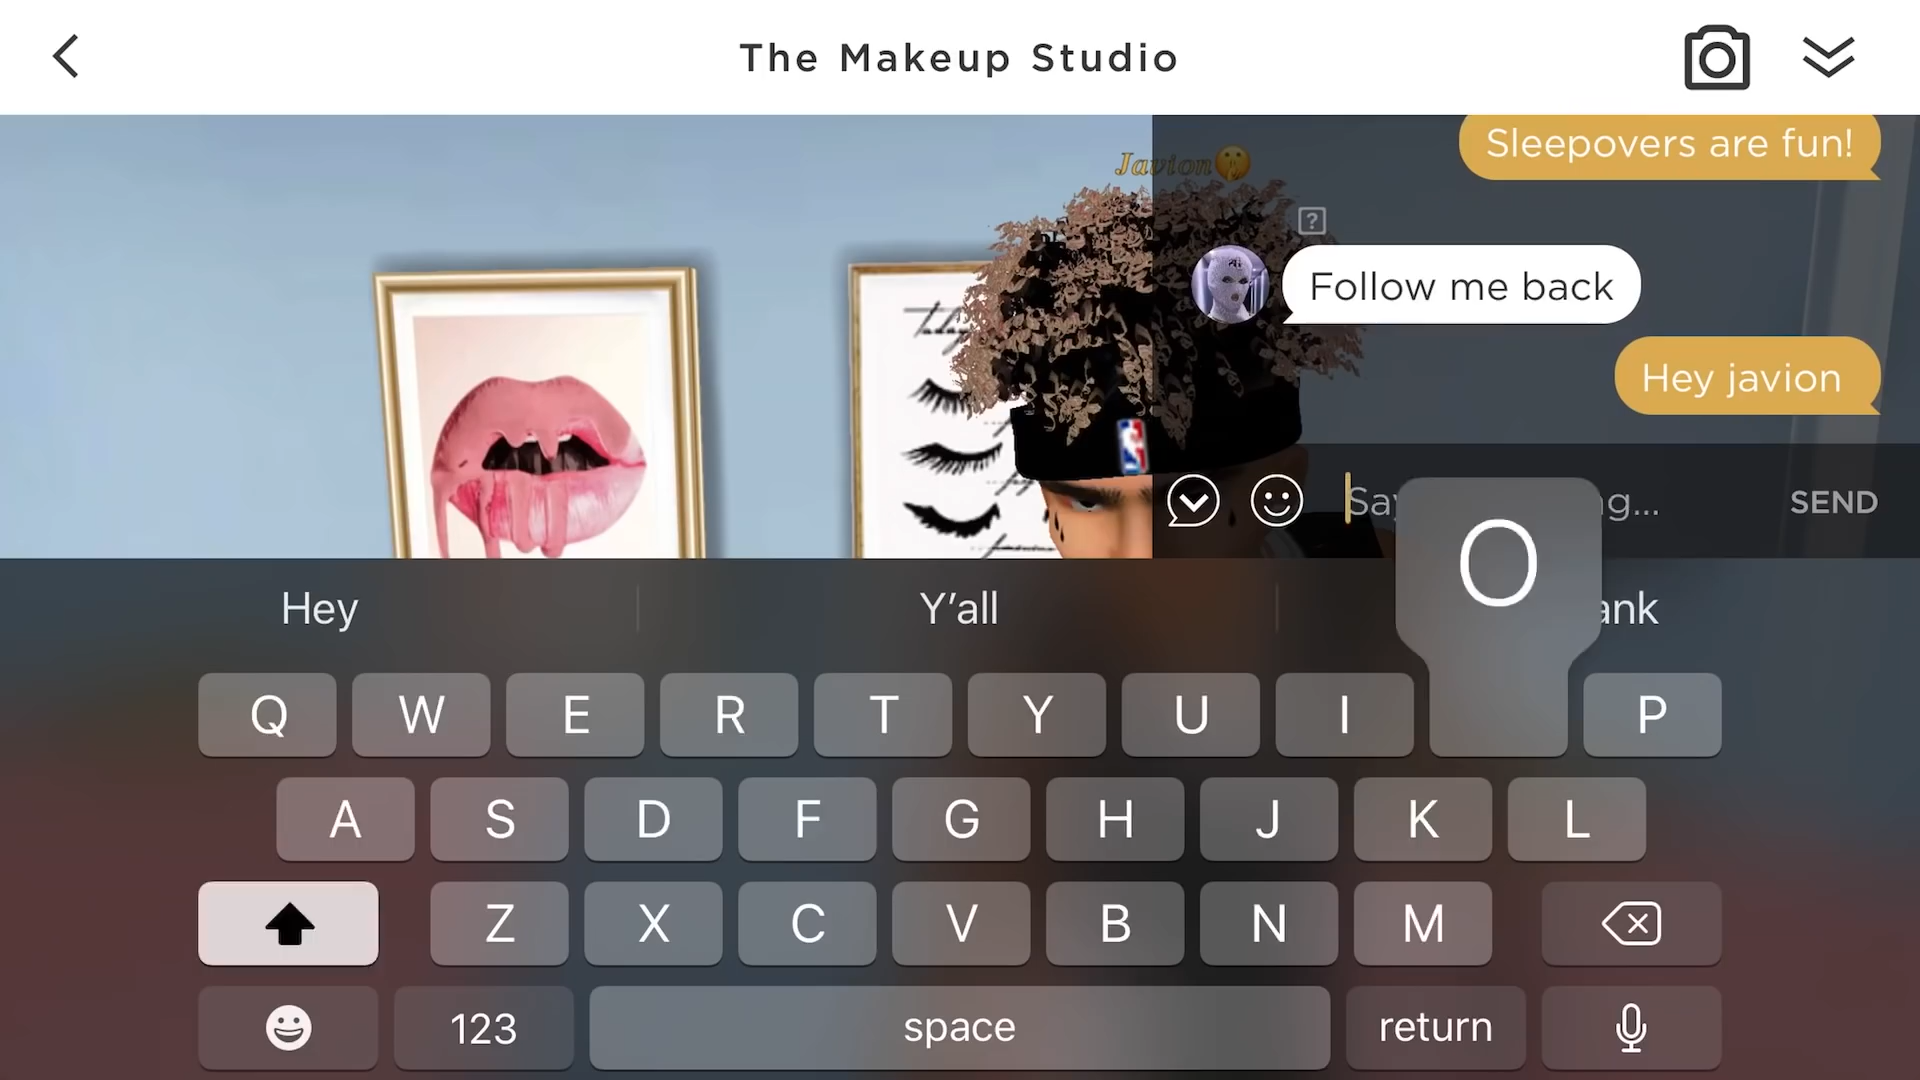 The Makeup Studio
Javion
Sleepovers are fun!
Follow me back
Hey javion
SEND
Hey
Y'all
O
Q W E R T Y U I P
A S D F G H J K L
Z X C V B N M
123
space
return